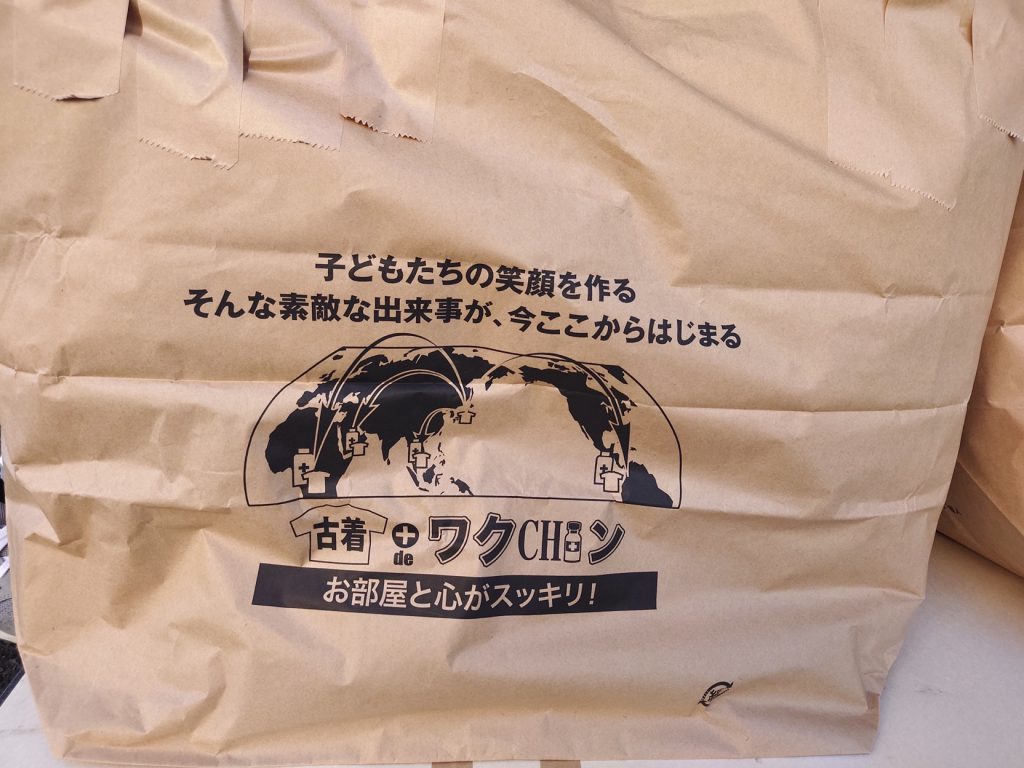 子どもたちの笑顔を作る
そんな素敵な出来事が、今ここからはじまる
古着 de ワクCHIン
お部屋と心がスッキリ!